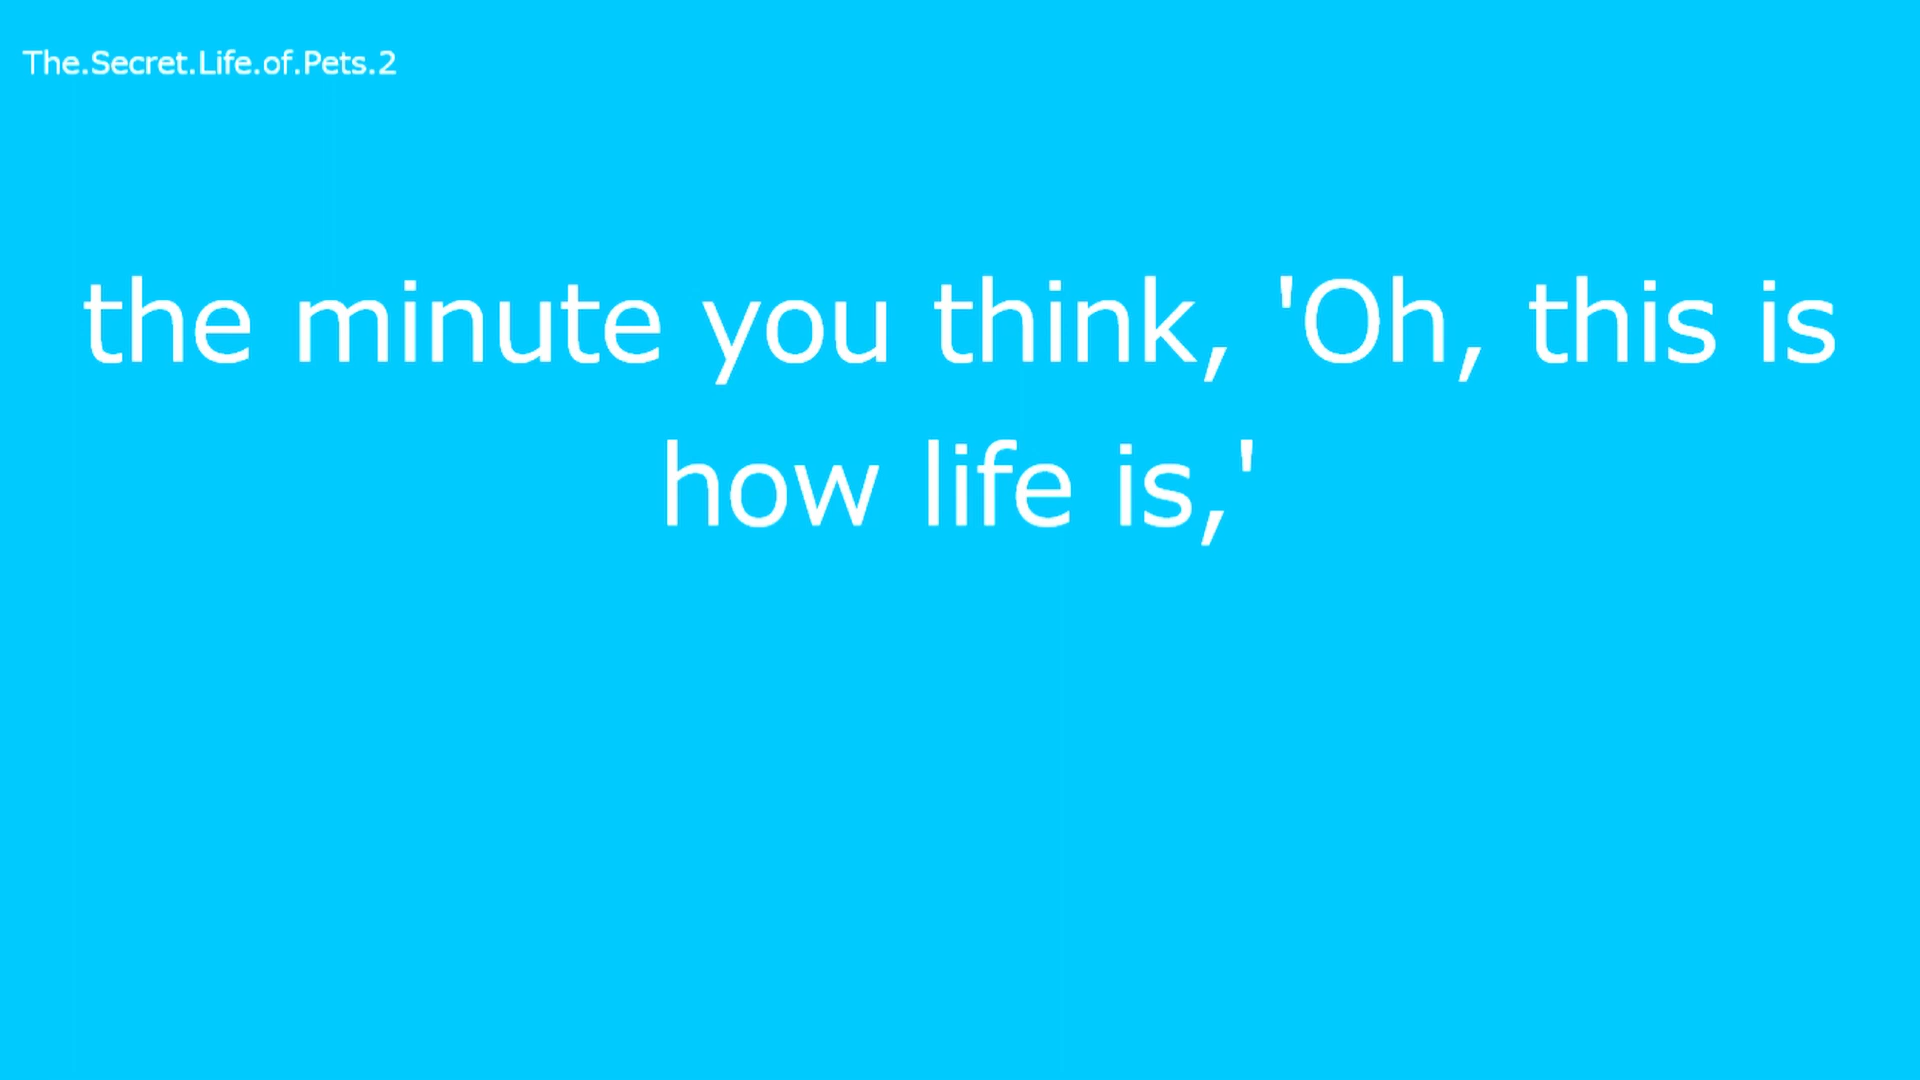 The.Secret.Life.of.Pets.2
the minute you think, 'Oh, this is
how life is,'